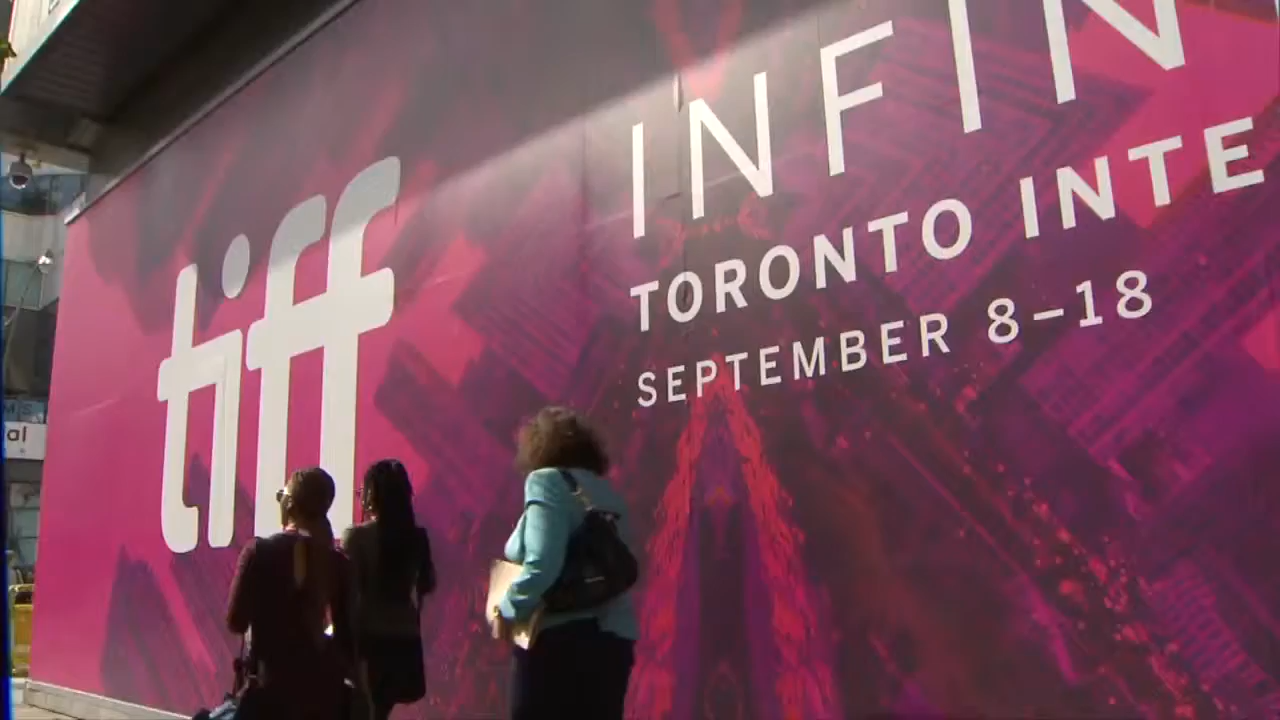 tiff
INFIN
TORONTO INTE
SEPTEMBER 8–18
al